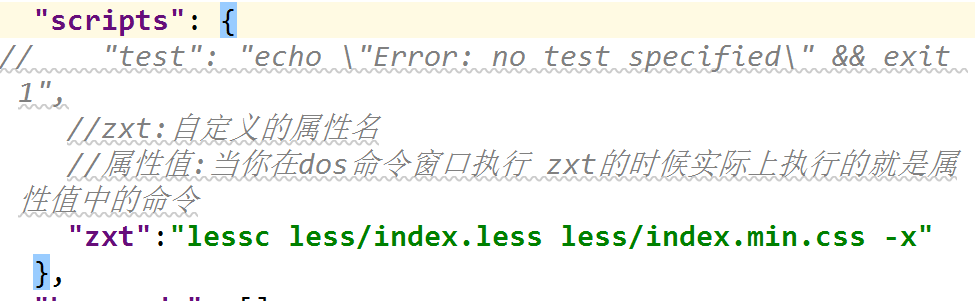 "scripts": {
//    "test": "echo \"Error: no test specified\" && exit
1",
//zxt:自定义的属性名
//属性值:当你在dos命令窗口执行 zxt的时候实际上执行的就是属
性值中的命令
"zxt":"lessc less/index.less less/index.min.css -x"
},